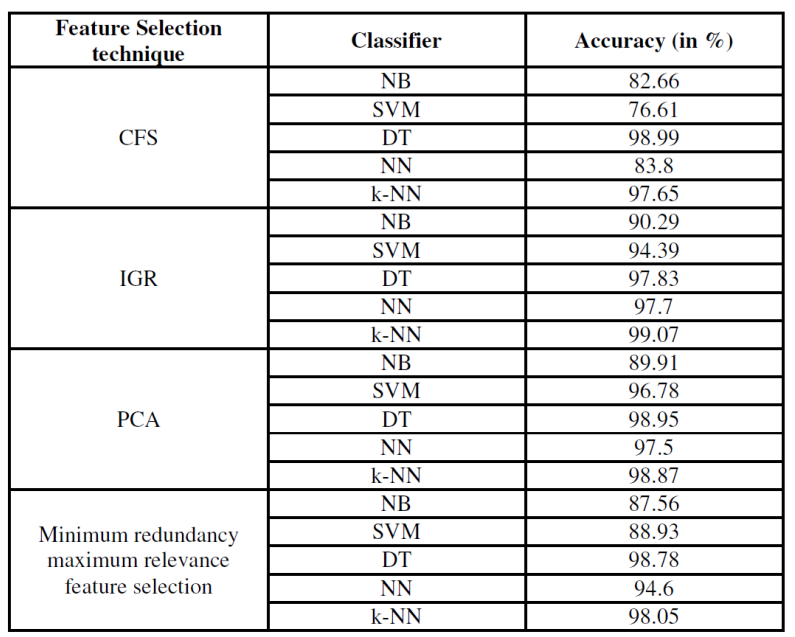 Feature Selection technique | Classifier | Accuracy (in %)
CFS | NB | 82.66
SVM | 76.61
DT | 98.99
NN | 83.8
k-NN | 97.65
IGR | NB | 90.29
SVM | 94.39
DT | 97.83
NN | 97.7
k-NN | 99.07
PCA | NB | 89.91
SVM | 96.78
DT | 98.95
NN | 97.5
k-NN | 98.87
Minimum redundancy maximum relevance feature selection | NB | 87.56
SVM | 88.93
DT | 98.78
NN | 94.6
k-NN | 98.05